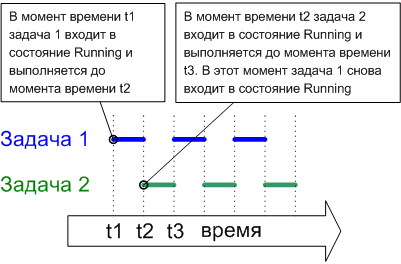 В момент времени t1
задача 1 входит в
состояние Running и
выполняется до
момента времени t2
В момент времени t2 задача 2
входит в состояние Running и
выполняется до момента времени
t3. В этот момент задача 1 снова
входит в состояние Running
Задача 1
Задача 2
t1 t2 t3 время